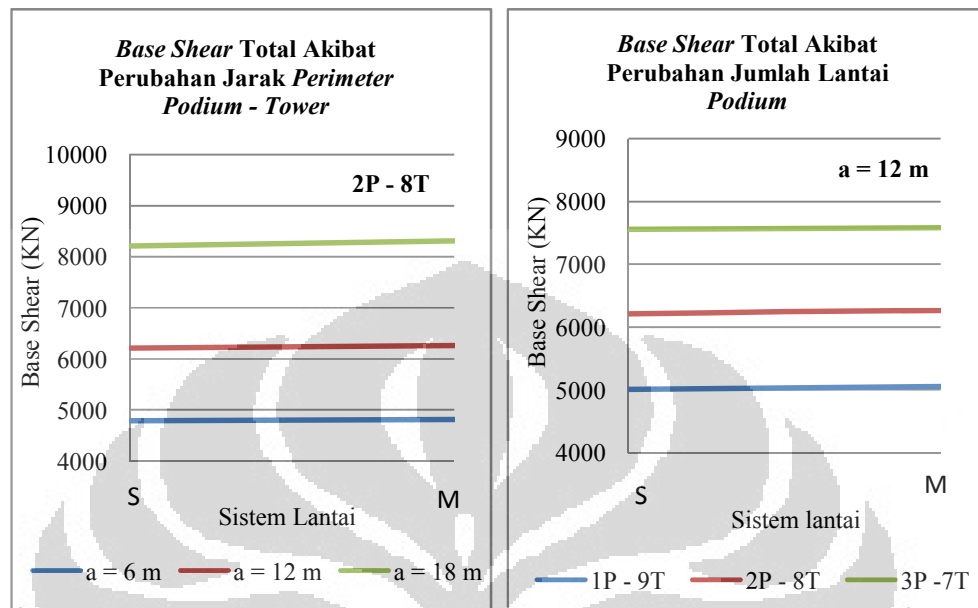 Base Shear Total Akibat
Perubahan Jarak Perimeter
Podium - Tower
2P - 8T
10000
9000
8000
7000
6000
5000
4000
Base Shear (KN)
S
M
Sistem Lantai
a = 6 m
a = 12 m
a = 18 m
Base Shear Total Akibat
Perubahan Jumlah Lantai
Podium
a = 12 m
9000
8000
7000
6000
5000
4000
Base Shear (KN)
S
M
Sistem lantai
1P - 9T
2P - 8T
3P -7T